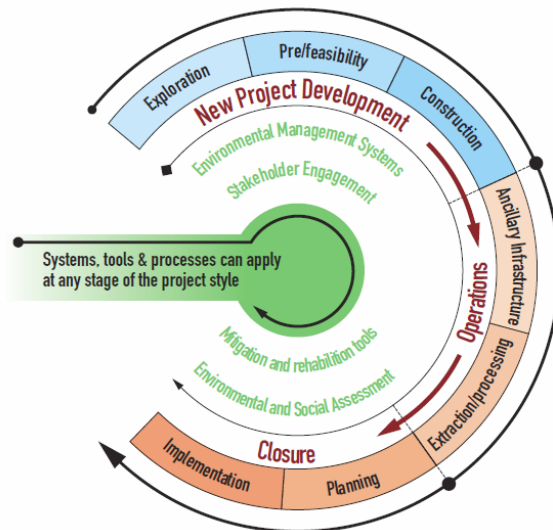 Exploration
Pre/feasibility
Construction
New Project Development
Environmental Management Systems
Stakeholder Engagement
Ancillary Infrastructure
Systems, tools & processes can apply
at any stage of the project style
Operations
Mitigation and rehabilition tools
Environmental and Social Assessment
Extraction/processing
Closure
Planning
Implementation